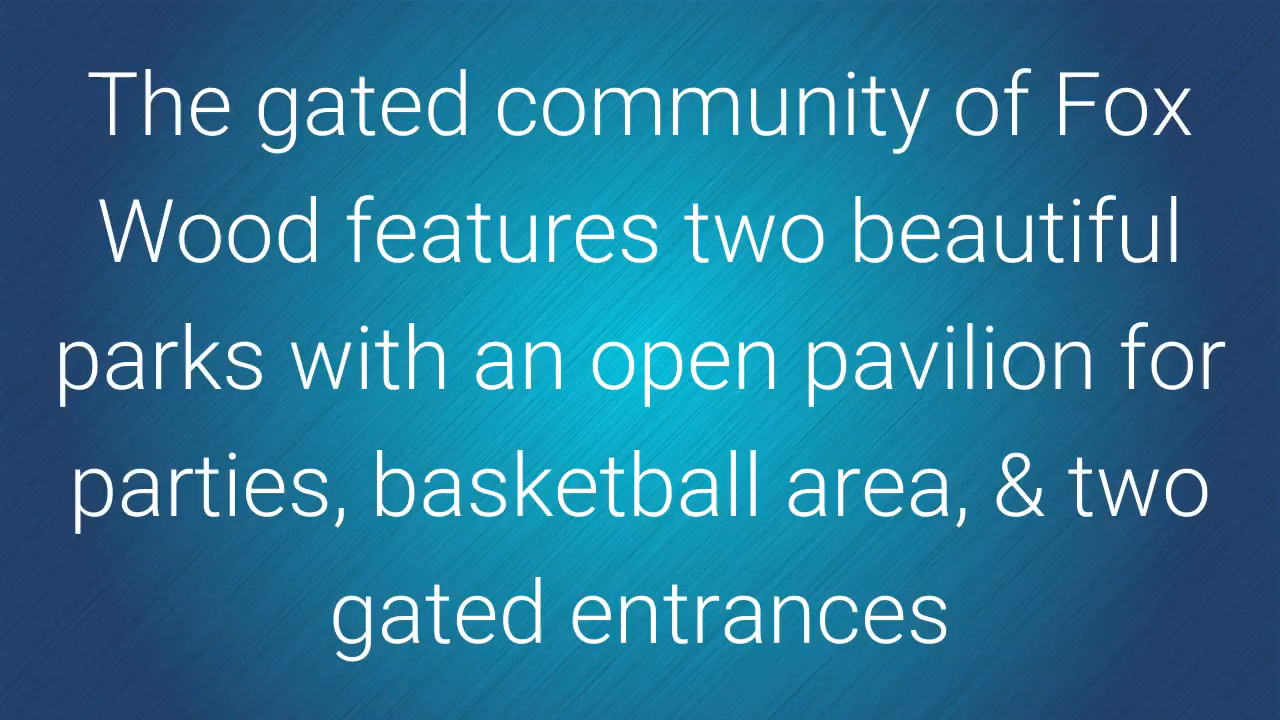 The gated community of Fox
Wood features two beautiful
parks with an open pavilion for
parties, basketball area, & two
gated entrances